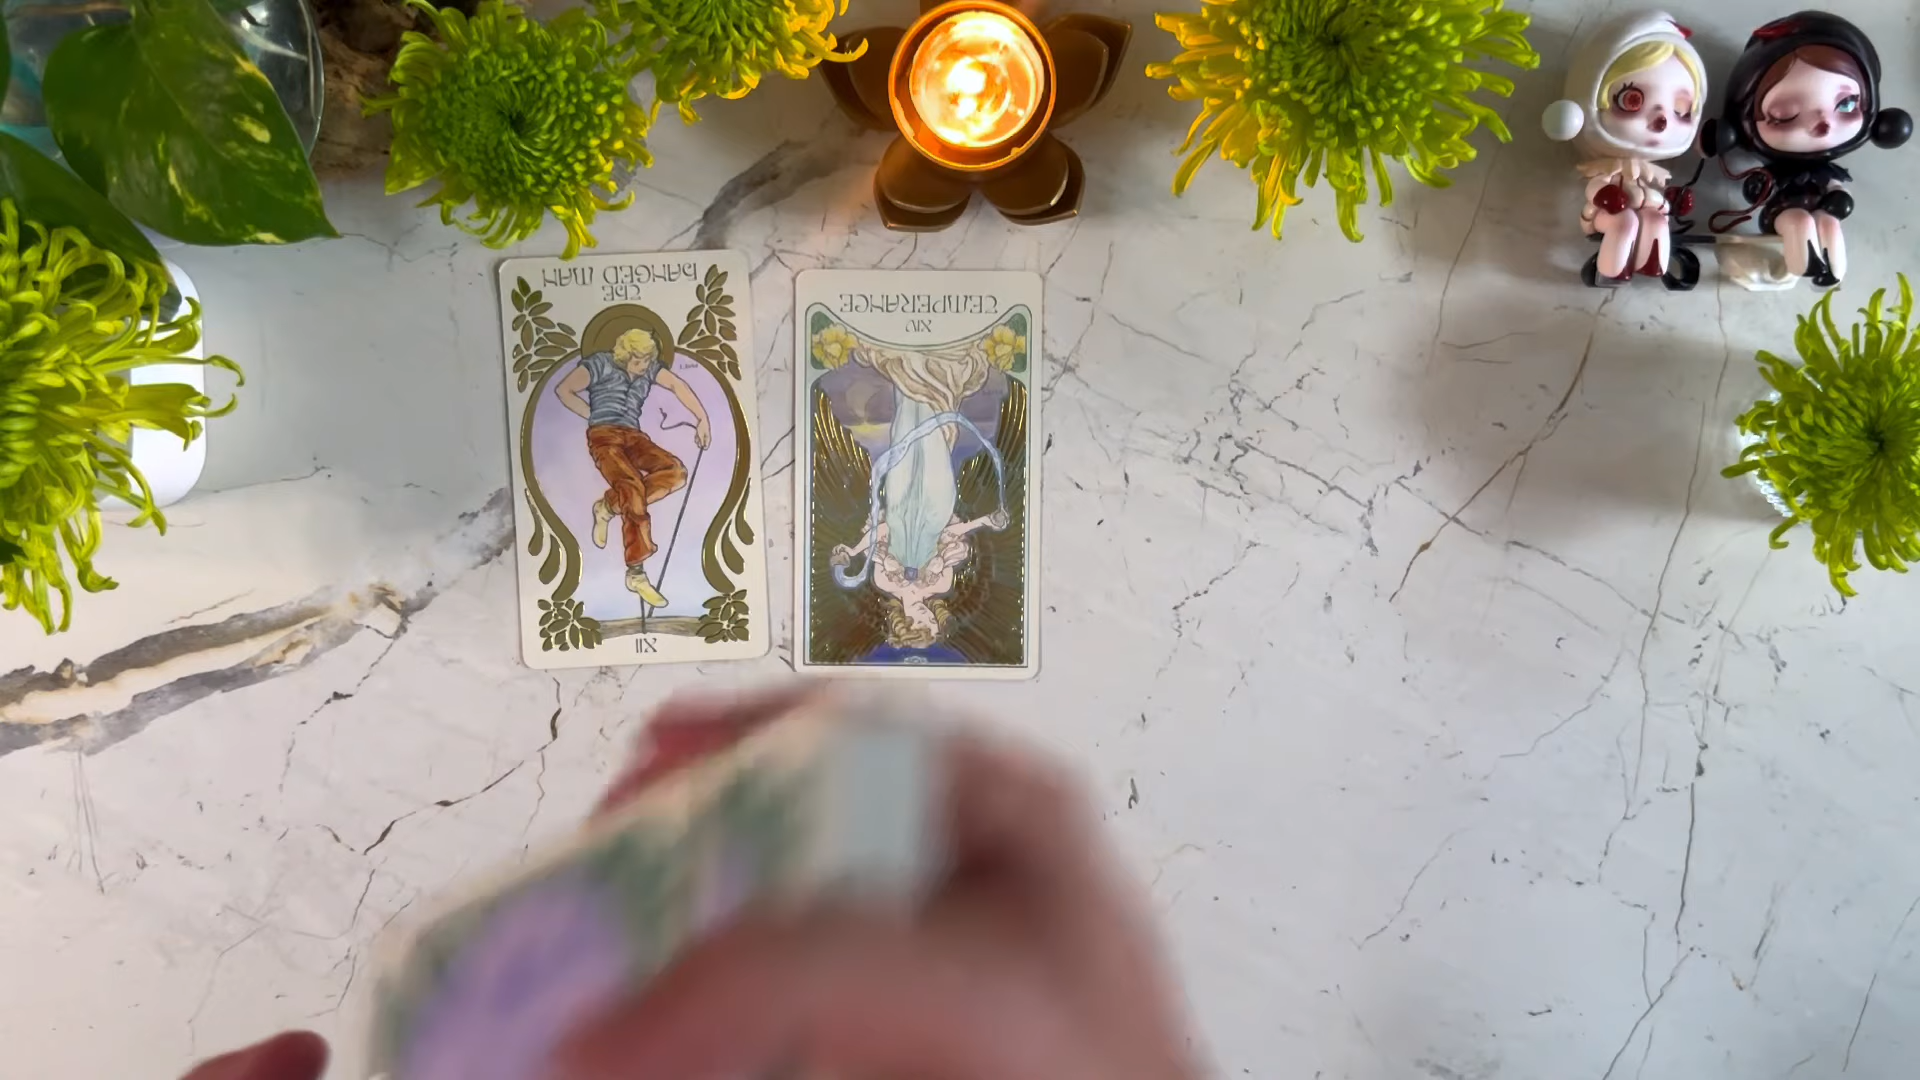 THE
HANGED MAN
XII
TEMPERANCE
XIV